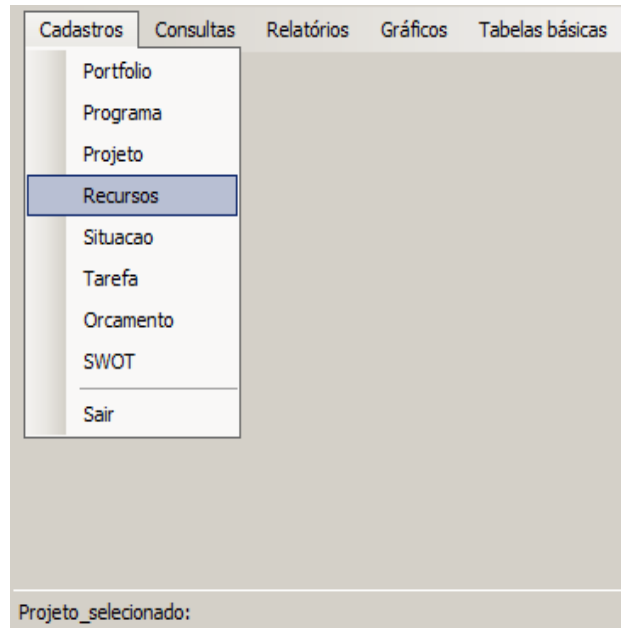 Cadastros Consultas Relatórios Gráficos Tabelas básicas
Portfolio
Programa
Projeto
Recursos
Situacao
Tarefa
Orcamento
SWOT
Sair
Projeto_selecionado: